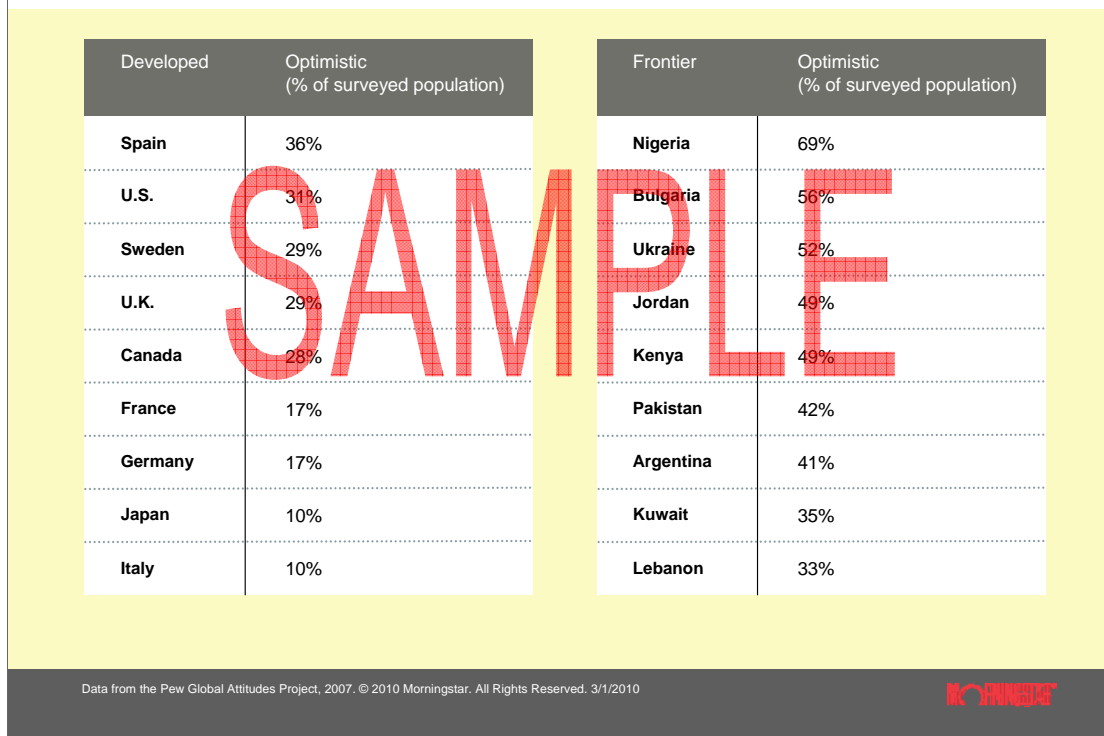 Developed Optimistic
(% of surveyed population)
Spain 36%
U.S. 31%
Sweden 29%
U.K. 29%
Canada 28%
France 17%
Germany 17%
Japan 10%
Italy 10%
Frontier Optimistic
(% of surveyed population)
Nigeria 69%
Bulgaria 56%
Ukraine 52%
Jordan 49%
Kenya 49%
Pakistan 42%
Argentina 41%
Kuwait 35%
Lebanon 33%
SAMPLE
Data from the Pew Global Attitudes Project, 2007. © 2010 Morningstar. All Rights Reserved. 3/1/2010
MORNINGSTAR